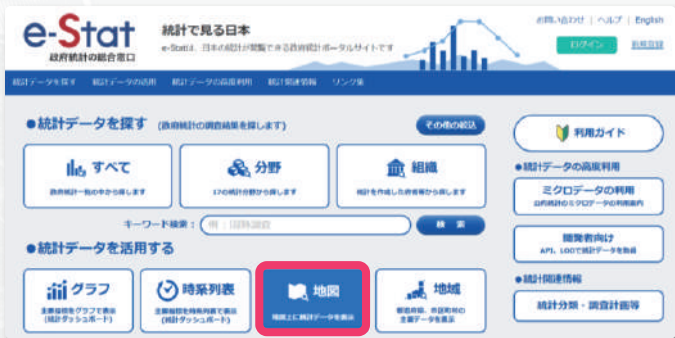 e-Stat
政府統計の総合窓口
統計で見る日本
e-Statは、日本の統計が閲覧できる政府統計ポータルサイトです
お問い合わせ | ヘルプ | English
ログイン 新規登録
統計データを探す 統計データの活用 統計データの高度利用 統計関連情報 リンク集
●統計データを探す (政府統計の調査結果を探します)
その他の絞込
すべて
政府統計一覧の中から探します
分野
17の統計分野から探します
組織
統計を作成した府省等から探します
キーワード検索：
例：国勢調査
検索
●統計データを活用する
グラフ
主要指標をグラフで表示
(統計ダッシュボード)
時系列表
主要指標を時系列表で表示
(統計ダッシュボード)
地図
地図上に統計データを表示
地域
都道府県、市区町村の
主要データを表示
利用ガイド
●統計データの高度利用
ミクロデータの利用
公的統計のミクロデータの利用案内
開発者向け
API、LODで統計データを取得
●統計関連情報
統計分類・調査計画等